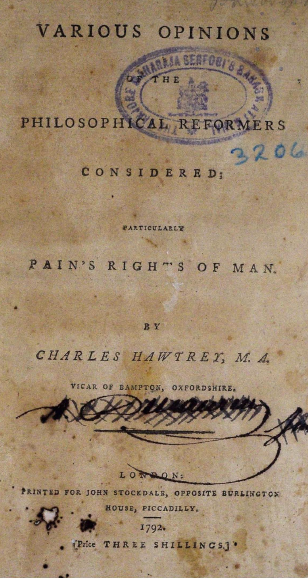 VARIOUS OPINIONS
THE
PHILOSOPHICAL REFORMERS
3206
CONSIDERED;
PARTICULARLY
PAIN'S RIGHTS OF MAN.
BY
CHARLES HAWTREY, M. A.
VICAR OF BAMPTON, OXFORDSHIRE.
LONDON:
PRINTED FOR JOHN STOCKDALE, OPPOSITE BURLINGTON
HOUSE, PICCADILLY.
1792.
[Price THREE SHILLINGS.]